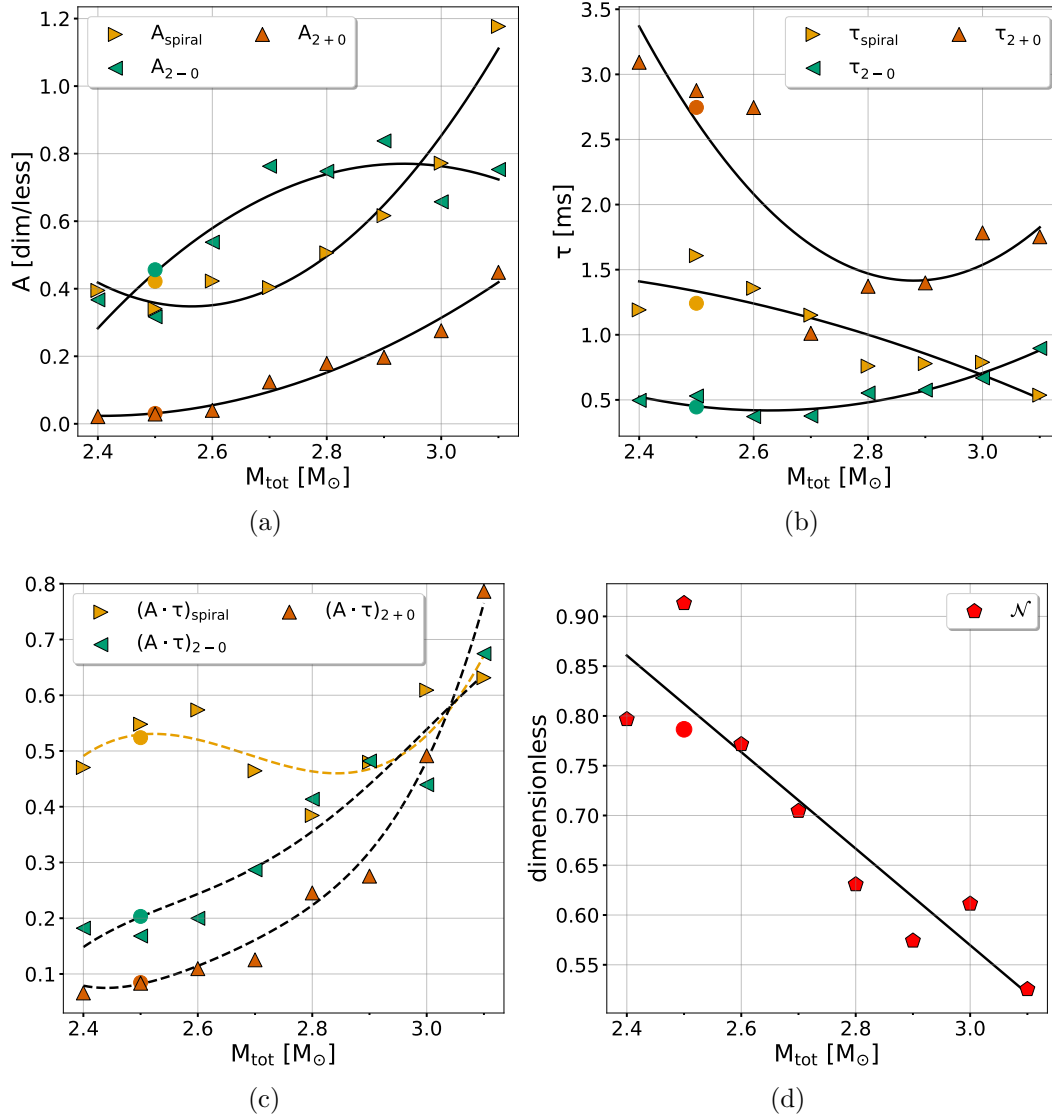 A_spiral A_2+0
A_2−0
1.2
1.0
0.8
0.6
0.4
0.2
0.0
A [dim/less]
2.4 2.6 2.8 3.0
M_tot [M_⊙]
(a)
τ_spiral τ_2+0
τ_2−0
3.5
3.0
2.5
2.0
1.5
1.0
0.5
τ [ms]
2.4 2.6 2.8 3.0
M_tot [M_⊙]
(b)
(A · τ)_spiral (A · τ)_2+0
(A · τ)_2−0
0.8
0.7
0.6
0.5
0.4
0.3
0.2
0.1
2.4 2.6 2.8 3.0
M_tot [M_⊙]
(c)
𝒩
0.90
0.85
0.80
0.75
0.70
0.65
0.60
0.55
dimensionless
2.4 2.6 2.8 3.0
M_tot [M_⊙]
(d)